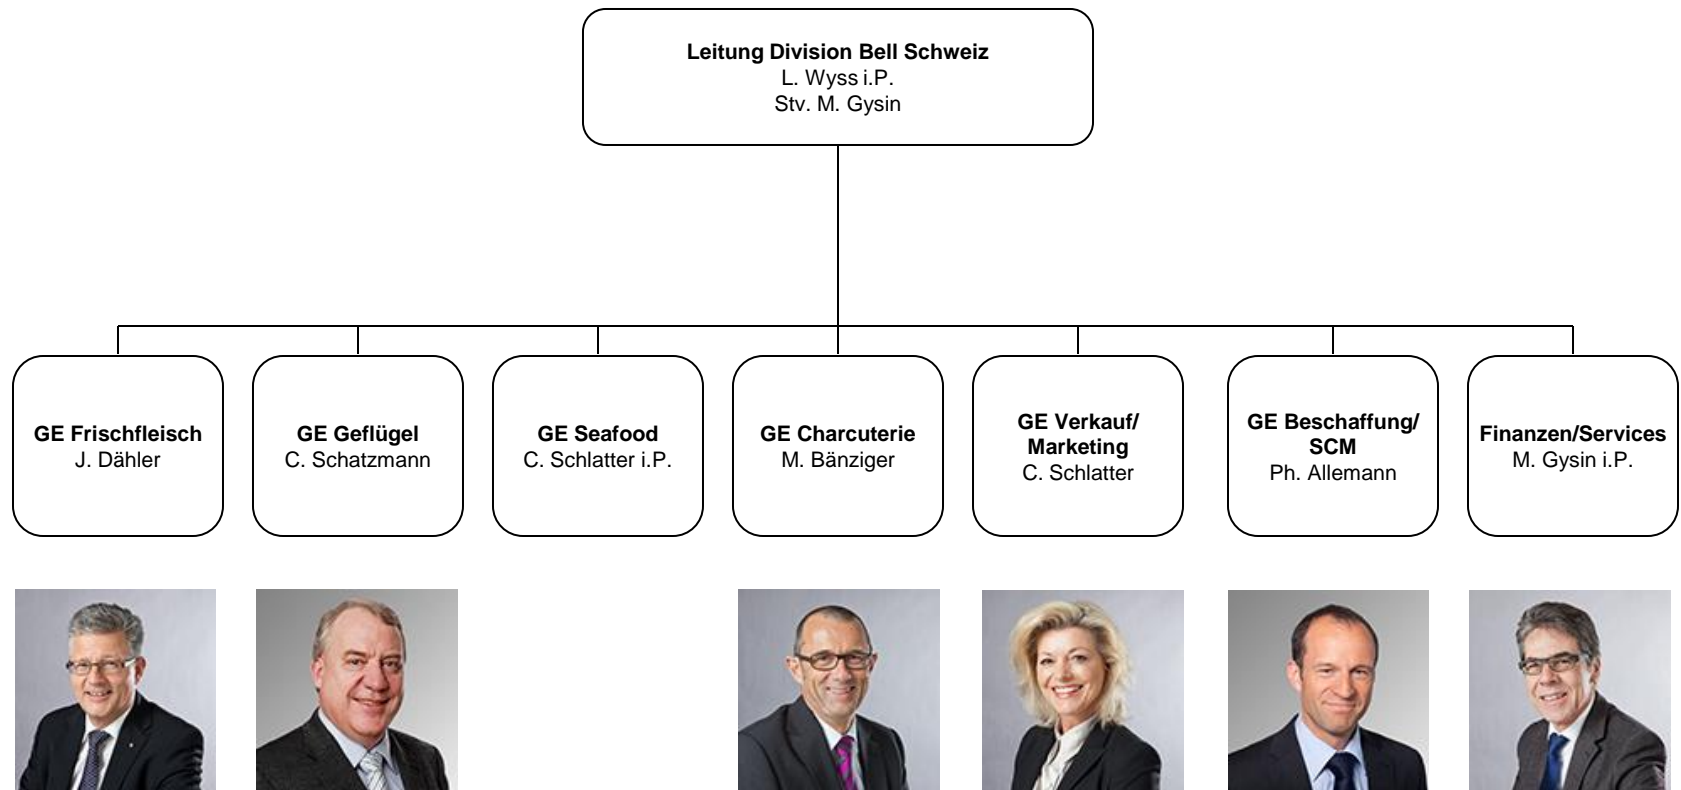 Leitung Division Bell Schweiz
L. Wyss i.P.
Stv. M. Gysin
GE Frischfleisch
J. Dähler
GE Geflügel
C. Schatzmann
GE Seafood
C. Schlatter i.P.
GE Charcuterie
M. Bänziger
GE Verkauf/
Marketing
C. Schlatter
GE Beschaffung/
SCM
Ph. Allemann
Finanzen/Services
M. Gysin i.P.